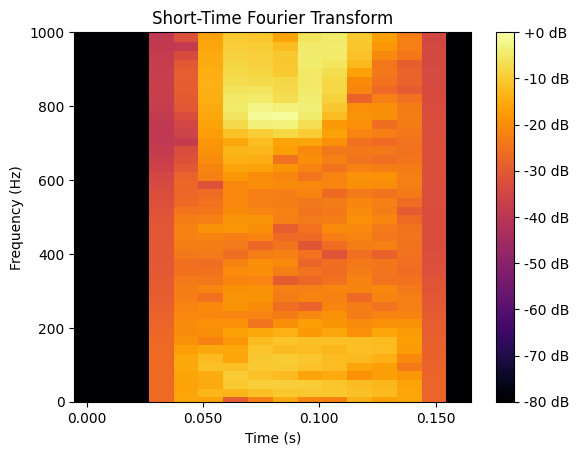 Short-Time Fourier Transform
1000
800
600
400
200
0
Frequency (Hz)
0.000
0.050
0.100
0.150
Time (s)
+0 dB
-10 dB
-20 dB
-30 dB
-40 dB
-50 dB
-60 dB
-70 dB
-80 dB